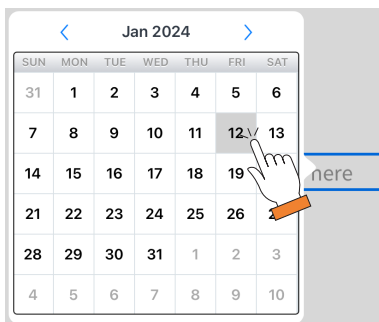 Jan 2024
SUN MON TUE WED THU FRI SAT
31 1 2 3 4 5 6
7 8 9 10 11 12 13
14 15 16 17 18 19
21 22 23 24 25 26
28 29 30 31 1 2 3
4 5 6 7 8 9 10
here